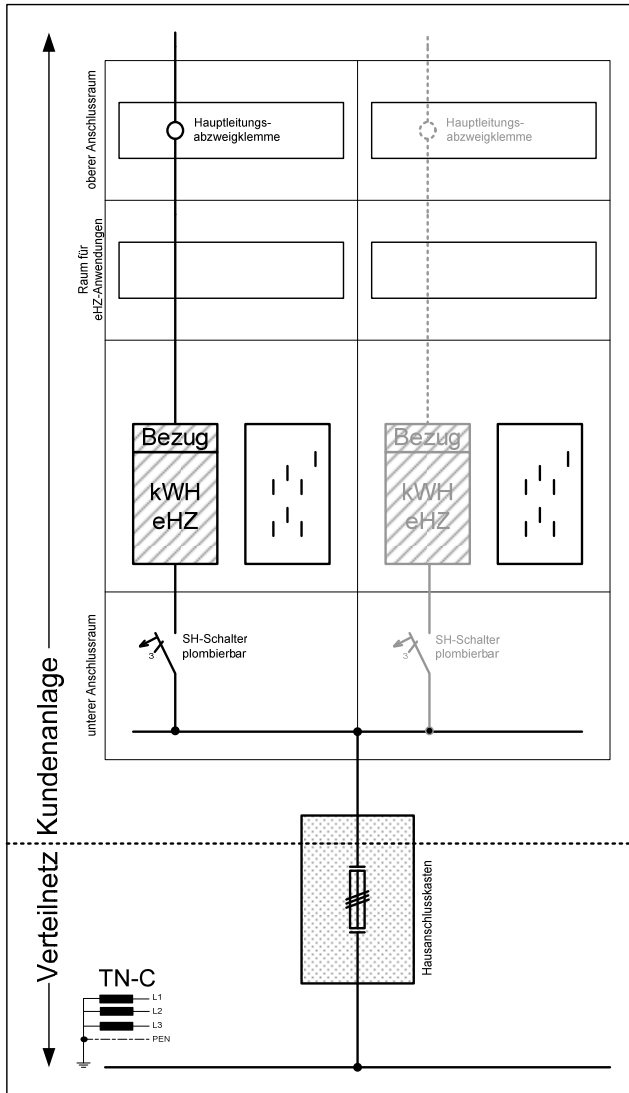 Kundenanlage
Verteilnetz
oberer Anschlussraum
Raum für
eHZ-Anwendungen
unterer Anschlussraum
Hauptleitungs-
abzweigklemme
Hauptleitungs-
abzweigklemme
Bezug
kWH
eHZ
Bezug
kWH
eHZ
3
SH-Schalter
plombierbar
3
SH-Schalter
plombierbar
Hausanschlusskasten
TN-C
L1
L2
L3
PEN